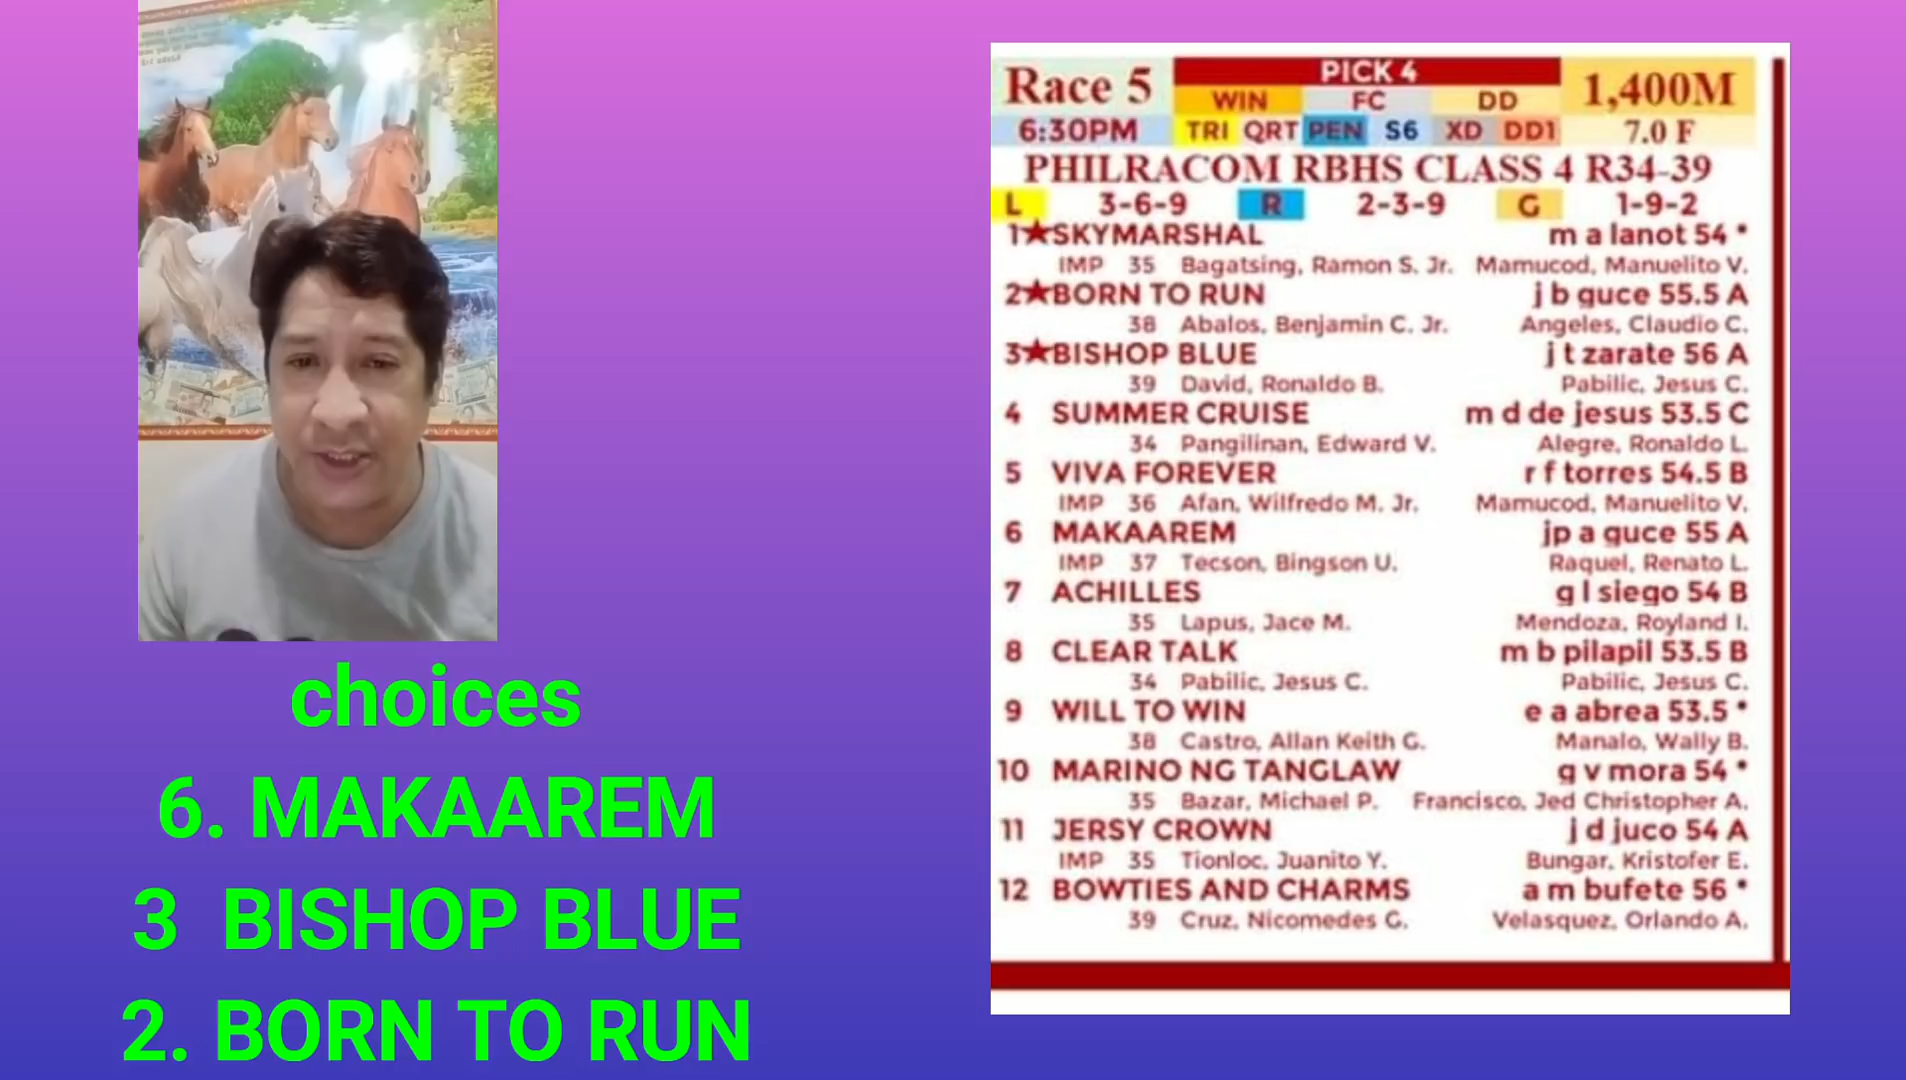 choices
6. MAKAAREM
3 BISHOP BLUE
2. BORN TO RUN
Race 5
PICK 4
1,400M
WIN FC DD
6:30PM
TRI QRT PEN S6 XD DD1
7.0 F
PHILRACOM RBHS CLASS 4 R34-39
L 3-6-9 R 2-3-9 G 1-9-2
1★SKYMARSHAL m a lanot 54 *
IMP 35 Bagatsing, Ramon S. Jr. Mamucod, Manuelito V.
2★BORN TO RUN j b guce 55.5 A
38 Abalos, Benjamin C. Jr. Angeles, Claudio C.
3★BISHOP BLUE j t zarate 56 A
39 David, Ronaldo B. Pabilic, Jesus C.
4 SUMMER CRUISE m d de jesus 53.5 C
34 Pangilinan, Edward V. Alegre, Ronaldo L.
5 VIVA FOREVER r f torres 54.5 B
IMP 36 Afan, Wilfredo M. Jr. Mamucod, Manuelito V.
6 MAKAAREM jp a guce 55 A
IMP 37 Tecson, Bingson U. Raquel, Renato L.
7 ACHILLES g l siego 54 B
35 Lapus, Jace M. Mendoza, Royland I.
8 CLEAR TALK m b pilapil 53.5 B
34 Pabilic, Jesus C. Pabilic, Jesus C.
9 WILL TO WIN e a abrea 53.5 *
38 Castro, Allan Keith G. Manalo, Wally B.
10 MARINO NG TANGLAW g v mora 54 *
35 Bazar, Michael P. Francisco, Jed Christopher A.
11 JERSY CROWN j d juco 54 A
IMP 35 Tionloc, Juanito Y. Bungar, Kristofer E.
12 BOWTIES AND CHARMS a m bufete 56 *
39 Cruz, Nicomedes G. Velasquez, Orlando A.